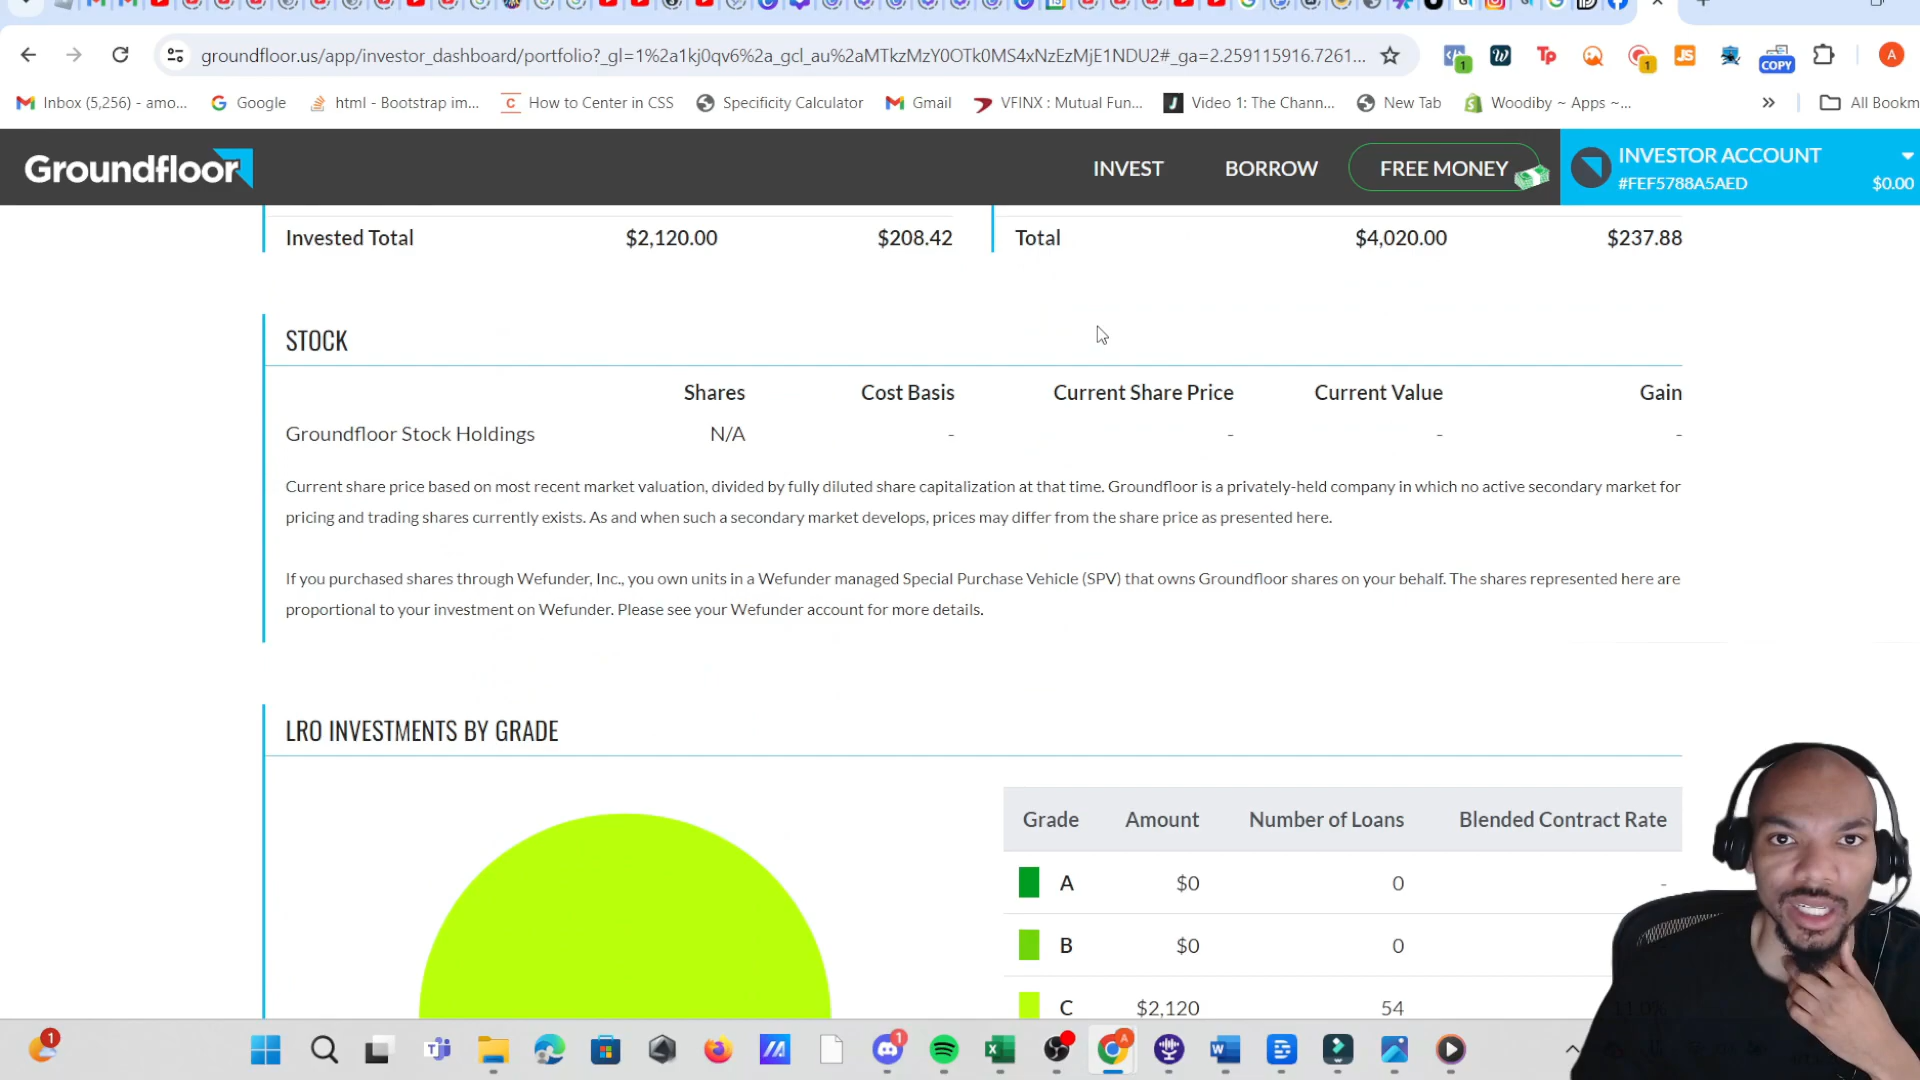 groundfloor.us/app/investor_dashboard/portfolio?_gl=1%2a1kj0qv6%2a_gcl_au%2aMTkzMzY0OTk0MS4xNzEzMjE1NDU2#_ga=2.259115916.7261...
1
1
COPY
A
Inbox (5,256) - amo...
Google
html - Bootstrap im...
How to Center in CSS
Specificity Calculator
Gmail
VFINX : Mutual Fun...
Video 1: The Chann...
New Tab
Woodiby ~ Apps ~...
All Bookm
Groundfloor
INVEST
BORROW
FREE MONEY
INVESTOR ACCOUNT
#FEF5788A5AED
$0.00
Invested Total $2,120.00 $208.42
Total $4,020.00 $237.88
STOCK
Shares Cost Basis Current Share Price Current Value Gain
Groundfloor Stock Holdings N/A - - - -
Current share price based on most recent market valuation, divided by fully diluted share capitalization at that time. Groundfloor is a privately-held company in which no active secondary market for
pricing and trading shares currently exists. As and when such a secondary market develops, prices may differ from the share price as presented here.
If you purchased shares through Wefunder, Inc., you own units in a Wefunder managed Special Purchase Vehicle (SPV) that owns Groundfloor shares on your behalf. The shares represented here are
proportional to your investment on Wefunder. Please see your Wefunder account for more details.
LRO INVESTMENTS BY GRADE
Grade Amount Number of Loans Blended Contract Rate
A $0 0 -
B $0 0
C $2,120 54
1
1